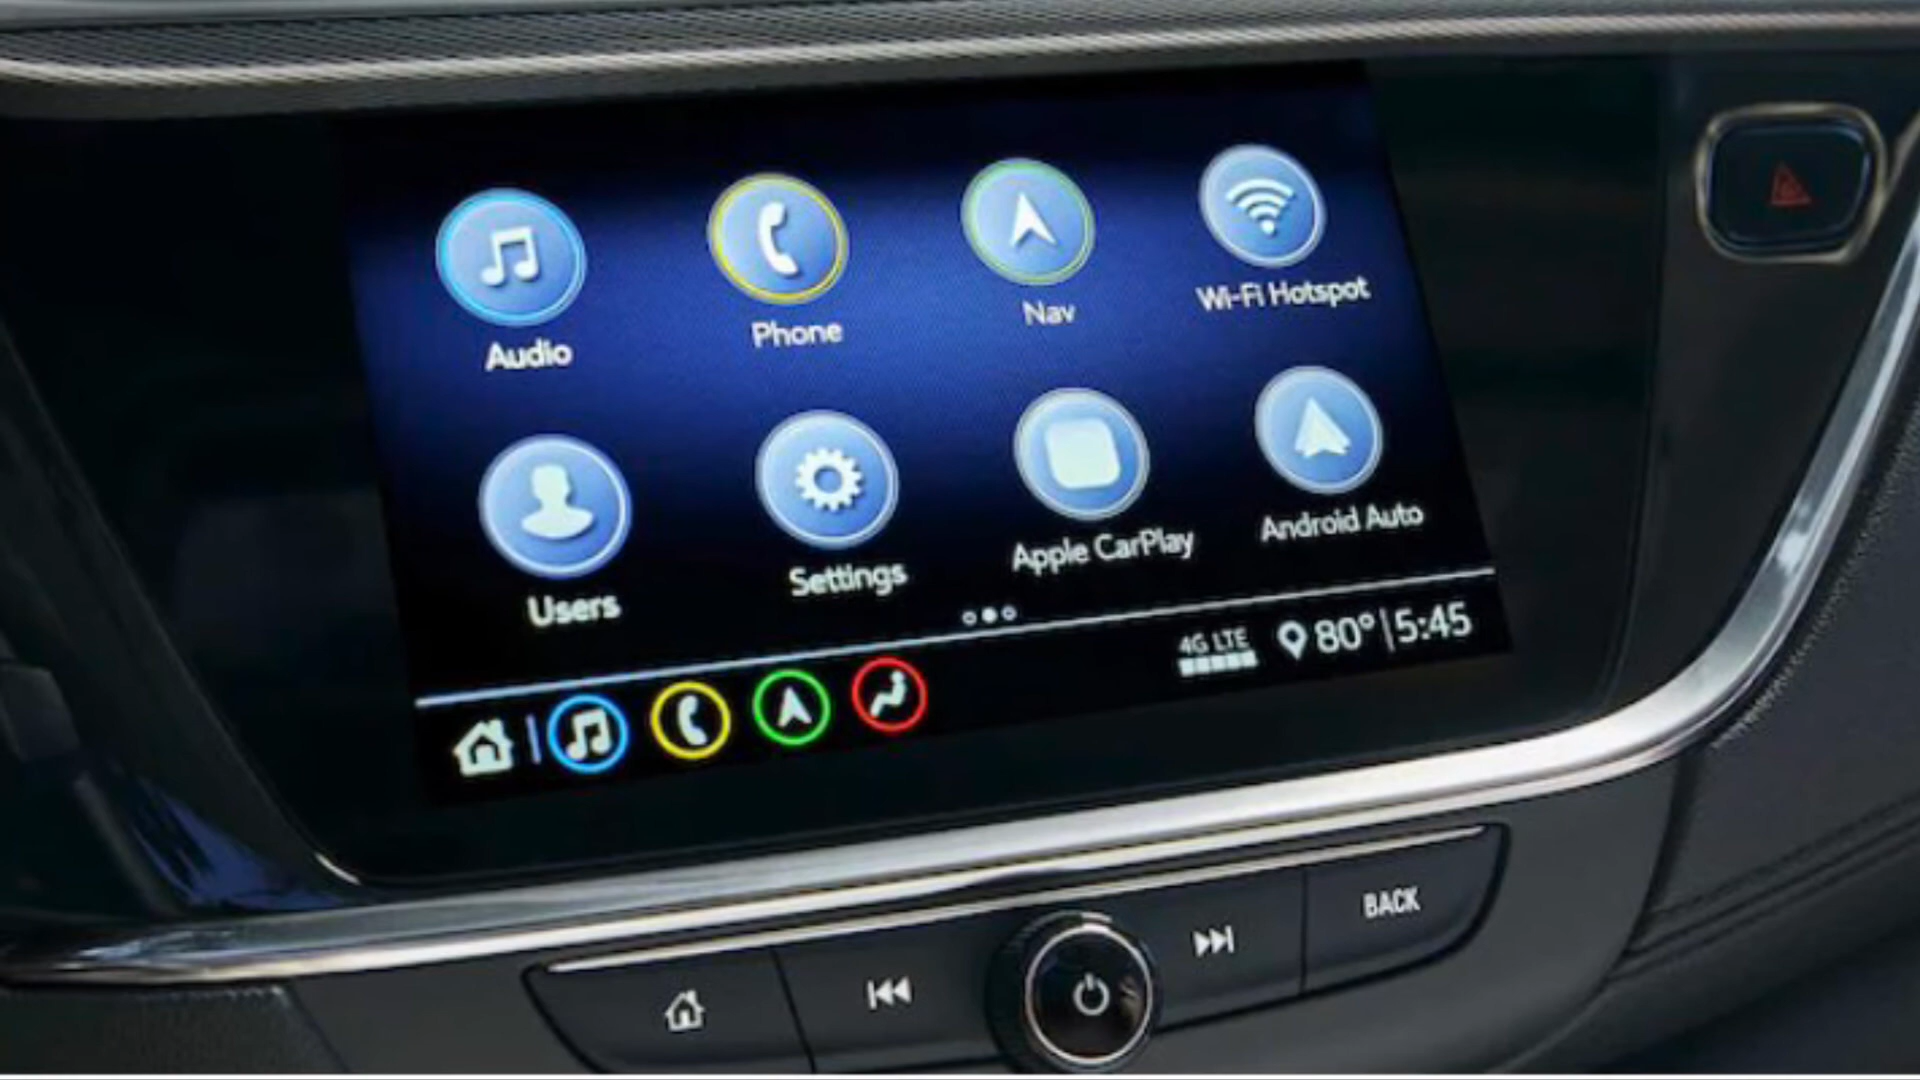 Audio
Phone
Nav
Wi-Fi Hotspot
Users
Settings
Apple CarPlay
Android Auto
4G LTE
80° | 5:45
BACK